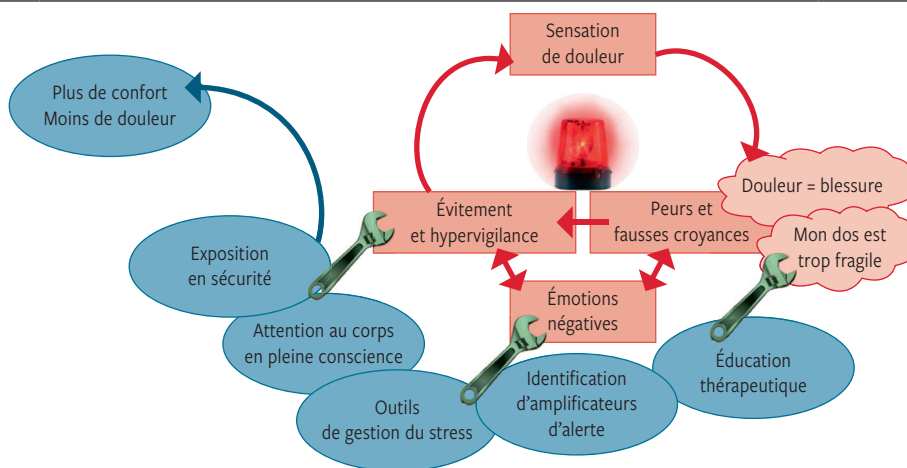 Sensation
de douleur
Plus de confort
Moins de douleur
Douleur = blessure
Évitement
et hypervigilance
Peurs et
fausses croyances
Mon dos est
trop fragile
Exposition
en sécurité
Émotions
négatives
Attention au corps
en pleine conscience
Éducation
thérapeutique
Identification
d'amplificateurs
d'alerte
Outils
de gestion du stress